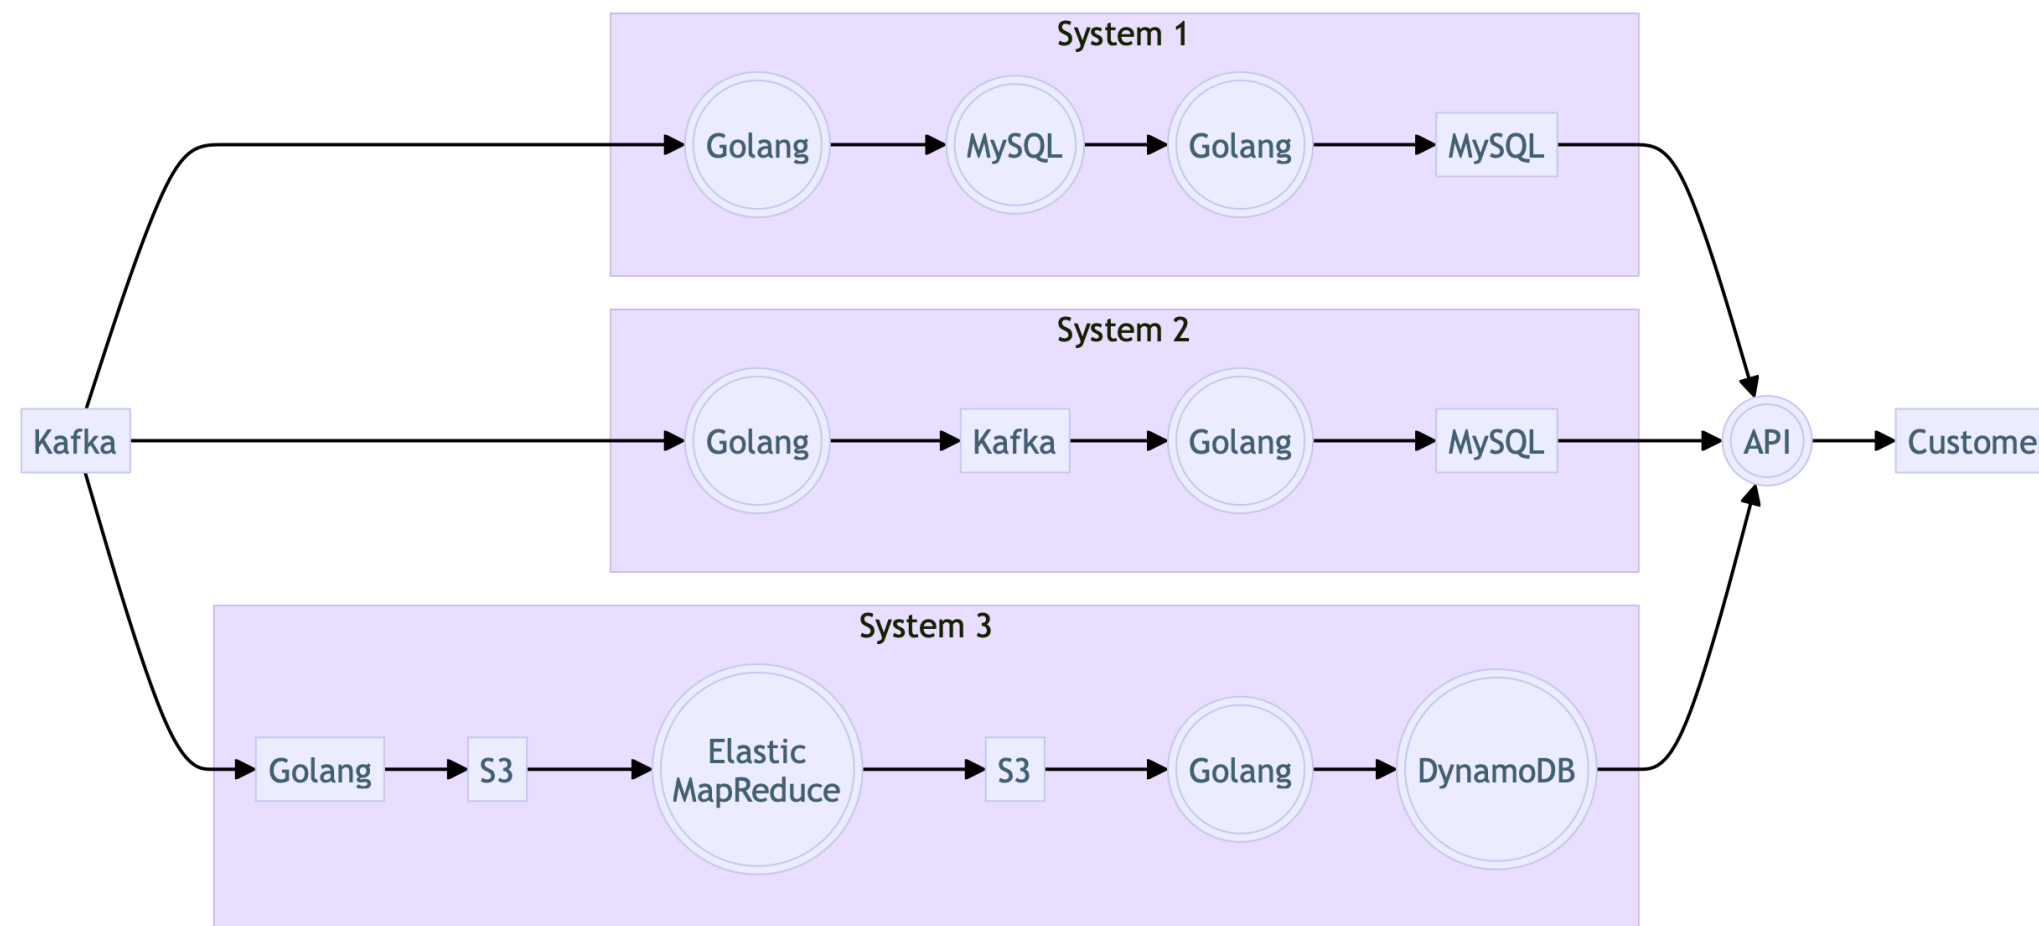 System 1
Golang
MySQL
Golang
MySQL
System 2
Kafka
Golang
Kafka
Golang
MySQL
API
System 3
Golang
S3
Elastic
MapReduce
S3
Golang
DynamoDB